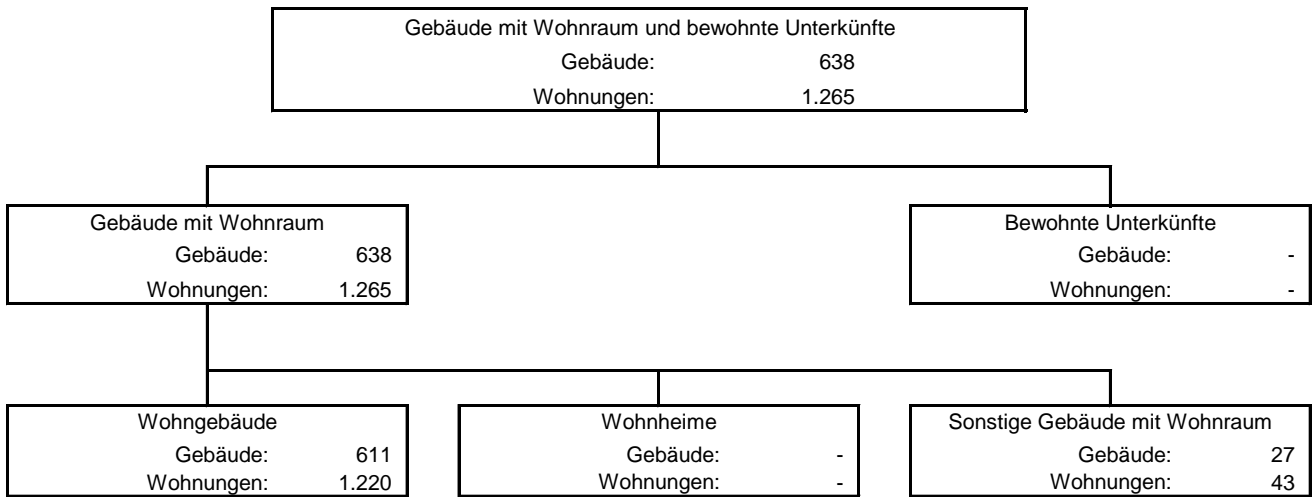 Gebäude mit Wohnraum und bewohnte Unterkünfte
Gebäude: 638
Wohnungen: 1.265
Gebäude mit Wohnraum
Gebäude: 638
Wohnungen: 1.265
Bewohnte Unterkünfte
Gebäude: -
Wohnungen: -
Wohngebäude
Gebäude: 611
Wohnungen: 1.220
Wohnheime
Gebäude: -
Wohnungen: -
Sonstige Gebäude mit Wohnraum
Gebäude: 27
Wohnungen: 43